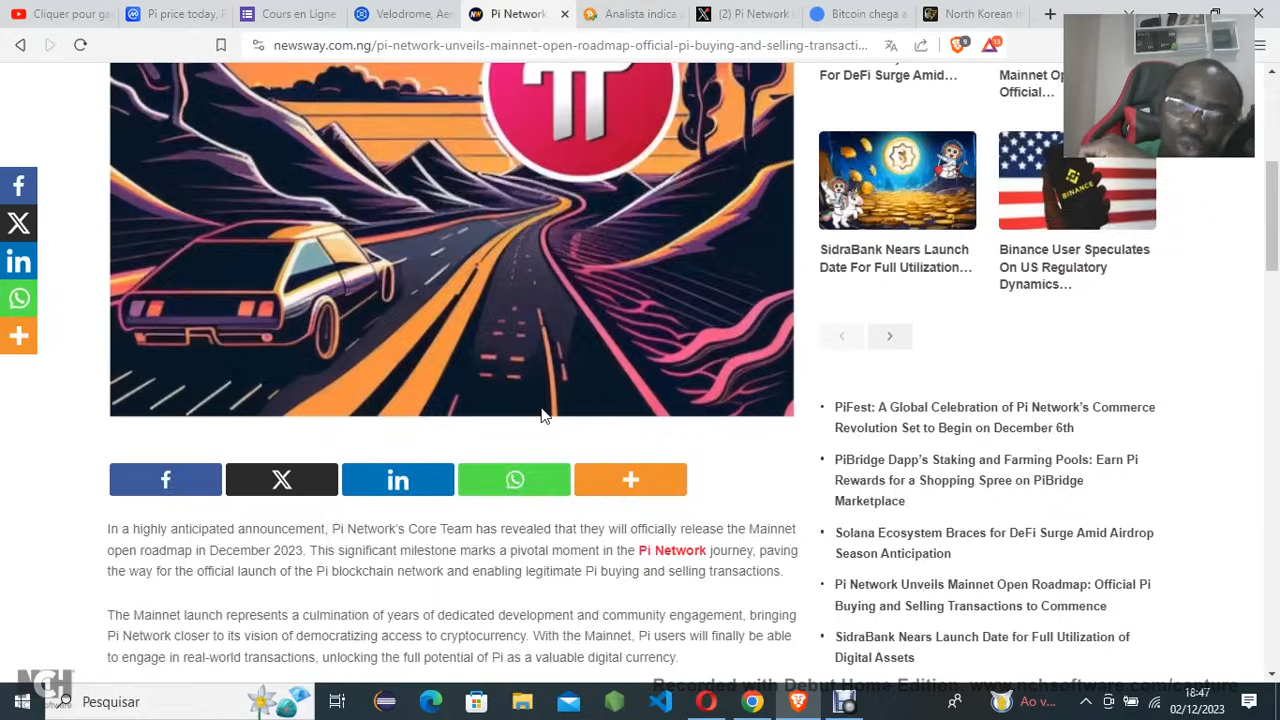 Cliquer para ga
Pi price today, P
Cours en Ligne
Velodrome, Aer
Pi Network
Analista indica
(2) Pi Network
Bitcoin chega a
North Korean H
newsway.com.ng/pi-network-unveils-mainnet-open-roadmap-official-pi-buying-and-selling-transacti...
For DeFi Surge Amid…
Official…
BINANCE
SidraBank Nears Launch
Date For Full Utilization…
Binance User Speculates
On US Regulatory
Dynamics…
PiFest: A Global Celebration of Pi Network's Commerce
Revolution Set to Begin on December 6th
PiBridge Dapp's Staking and Farming Pools: Earn Pi
Rewards for a Shopping Spree on PiBridge
Marketplace
Solana Ecosystem Braces for DeFi Surge Amid Airdrop
Season Anticipation
Pi Network Unveils Mainnet Open Roadmap: Official Pi
Buying and Selling Transactions to Commence
SidraBank Nears Launch Date for Full Utilization of
Digital Assets
In a highly anticipated announcement, Pi Network's Core Team has revealed that they will officially release the Mainnet
open roadmap in December 2023. This significant milestone marks a pivotal moment in the Pi Network journey, paving
the way for the official launch of the Pi blockchain network and enabling legitimate Pi buying and selling transactions.
The Mainnet launch represents a culmination of years of dedicated development and community engagement, bringing
Pi Network closer to its vision of democratizing access to cryptocurrency. With the Mainnet, Pi users will finally be able
to engage in real-world transactions, unlocking the full potential of Pi as a valuable digital currency.
Recorded with Debut Home Edition. www.nchsoftware.com/capture
NCH
Software
Pesquisar
Ao v...
18:47
02/12/2023